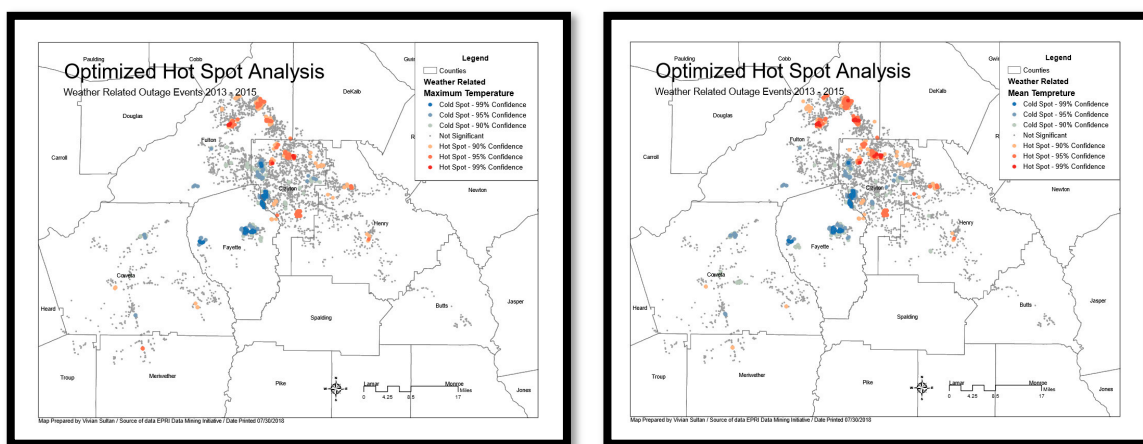 Optimized Hot Spot Analysis
Weather Related Outage Events 2013 - 2015
Legend
Counties
Weather Related
Maximum Temperature
Cold Spot - 99% Confidence
Cold Spot - 95% Confidence
Cold Spot - 90% Confidence
Not Significant
Hot Spot - 90% Confidence
Hot Spot - 95% Confidence
Hot Spot - 99% Confidence
Paulding
Cobb
DeKalb
Douglas
Fulton
Carroll
Clayton
Newton
Henry
Fayette
Coweta
Heard
Butts
Jasper
Spalding
Troup
Meriwether
Pike
Lamar
Monroe
Jones
Miles
0 4.25 8.5 17
Map Prepared by Vivian Sultan / Source of data EPRI Data Mining Initiative / Date Printed 07/30/2018
Optimized Hot Spot Analysis
Weather Related Outage Events 2013 - 2015
Legend
Counties
Weather Related
Mean Tempreture
Cold Spot - 99% Confidence
Cold Spot - 95% Confidence
Cold Spot - 90% Confidence
Not Significant
Hot Spot - 90% Confidence
Hot Spot - 95% Confidence
Hot Spot - 99% Confidence
Paulding
Cobb
DeKalb
Douglas
Fulton
Carroll
Clayton
Newton
Henry
Fayette
Coweta
Heard
Butts
Jasper
Spalding
Troup
Meriwether
Pike
Lamar
Monroe
Jones
Miles
0 4.25 8.5 17
Map Prepared by Vivian Sultan / Source of data EPRI Data Mining Initiative / Date Printed 07/30/2018